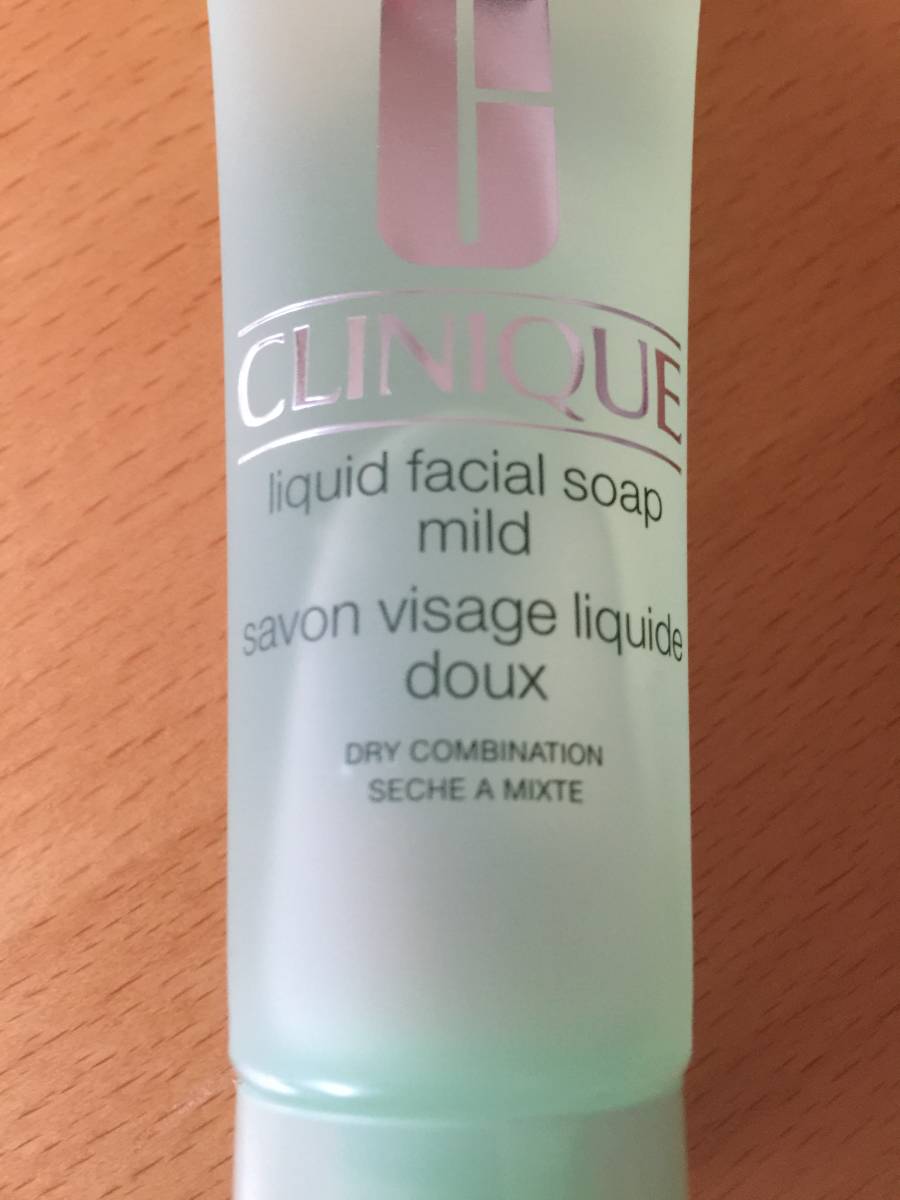 CLINIQUE
liquid facial soap
mild
savon visage liquide
doux
DRY COMBINATION
SECHE A MIXTE